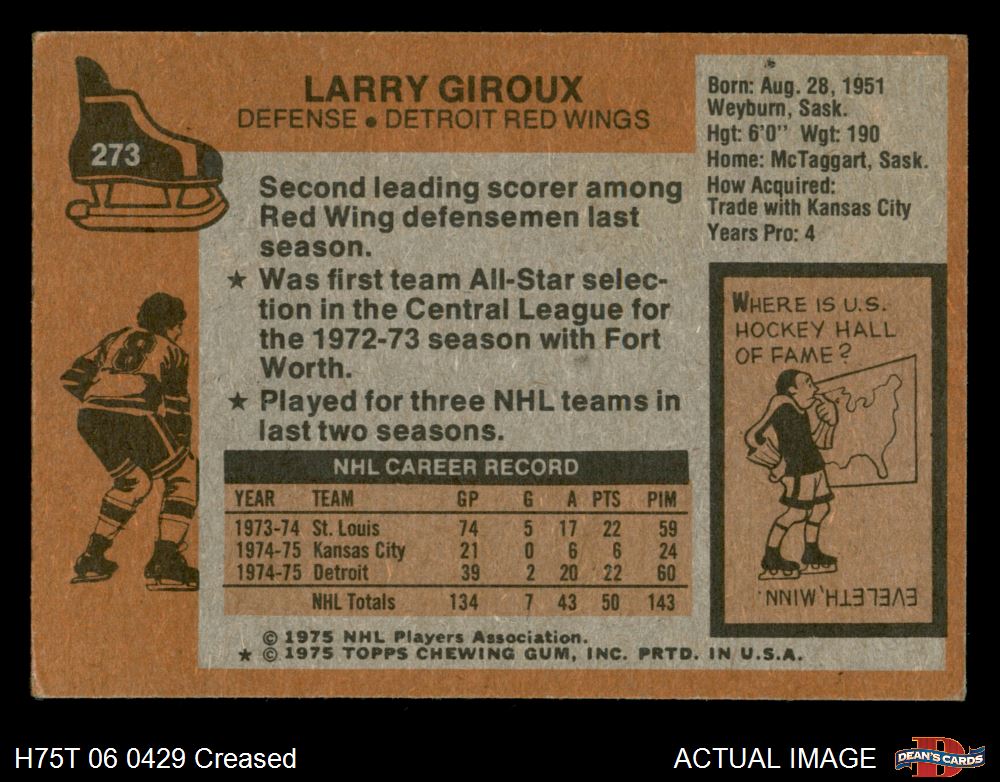 LARRY GIROUX
DEFENSE • DETROIT RED WINGS
273
Born: Aug. 28, 1951
Weyburn, Sask.
Hgt: 6'0" Wgt: 190
Home: McTaggart, Sask.
How Acquired:
Trade with Kansas City
Years Pro: 4
Second leading scorer among
Red Wing defensemen last
season.
★ Was first team All-Star selec-
tion in the Central League for
the 1972-73 season with Fort
Worth.
★ Played for three NHL teams in
last two seasons.
8
NHL CAREER RECORD
YEAR TEAM GP G A PTS PIM
1973-74 St. Louis 74 5 17 22 59
1974-75 Kansas City 21 0 6 6 24
1974-75 Detroit 39 2 20 22 60
NHL Totals 134 7 43 50 143
WHERE IS U.S.
HOCKEY HALL
OF FAME?
EVELETH, MINN.
© 1975 NHL Players Association.
★ © 1975 TOPPS CHEWING GUM, INC. PRTD. IN U.S.A.
H75T 06 0429 Creased
ACTUAL IMAGE
D
DEAN'S CARDS